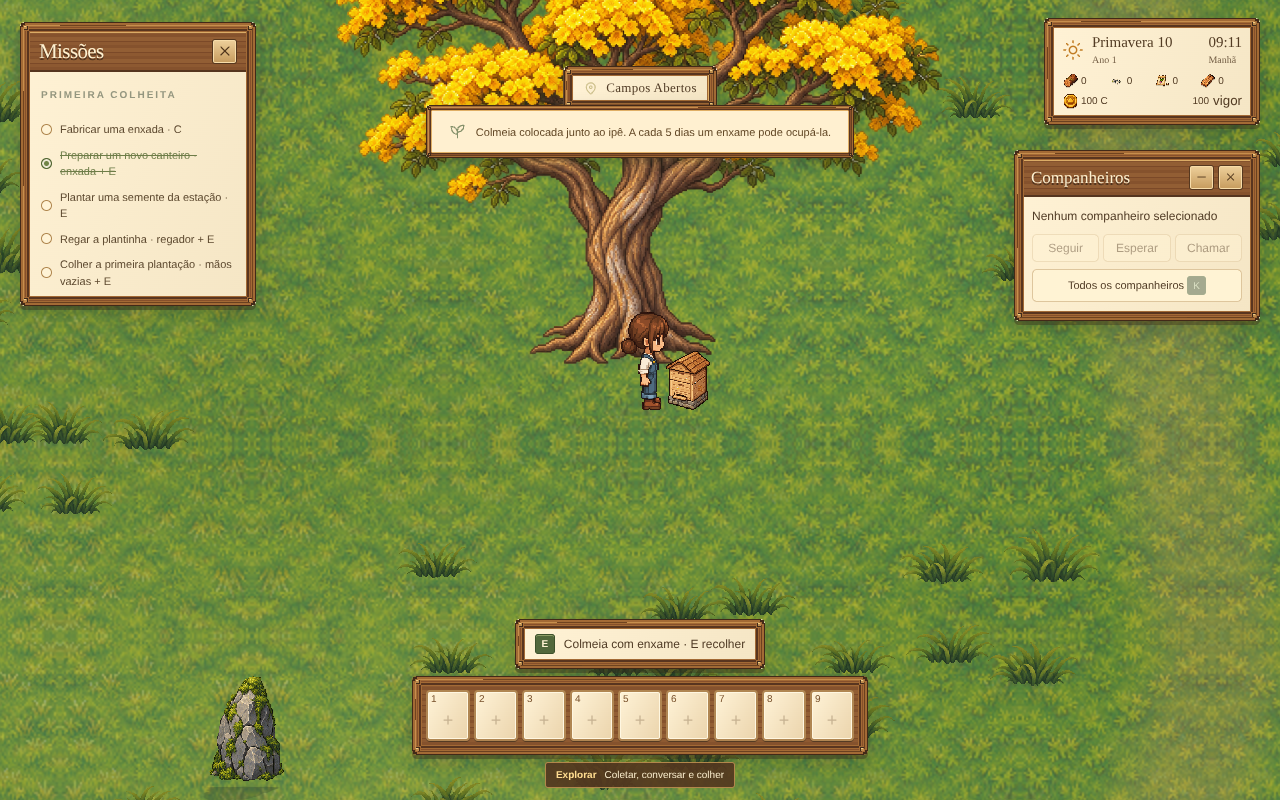 Missões
PRIMEIRA COLHEITA
Fabricar uma enxada · C
Preparar um novo canteiro ·
enxada + E
Plantar uma semente da estação ·
E
Regar a plantinha · regador + E
Colher a primeira plantação · mãos
vazias + E
Campos Abertos
Colmeia colocada junto ao ipê. A cada 5 dias um enxame pode ocupá-la.
Primavera 10 09:11
Ano 1 Manhã
0 0 0 0
100 C 100 vigor
Companheiros
Nenhum companheiro selecionado
Seguir Esperar Chamar
Todos os companheiros K
E Colmeia com enxame · E recolher
1 2 3 4 5 6 7 8 9
+ + + + + + + + +
Explorar Coletar, conversar e colher